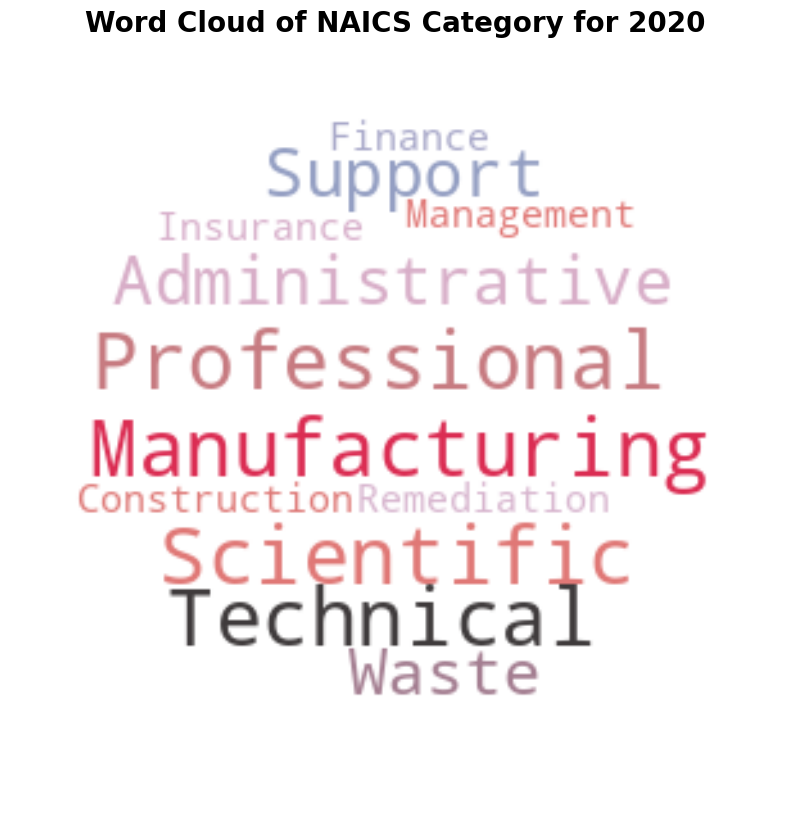 Word Cloud of NAICS Category for 2020
Finance
Support
Management
Insurance
Administrative
Professional
Manufacturing
Construction Remediation
Scientific
Technical
Waste